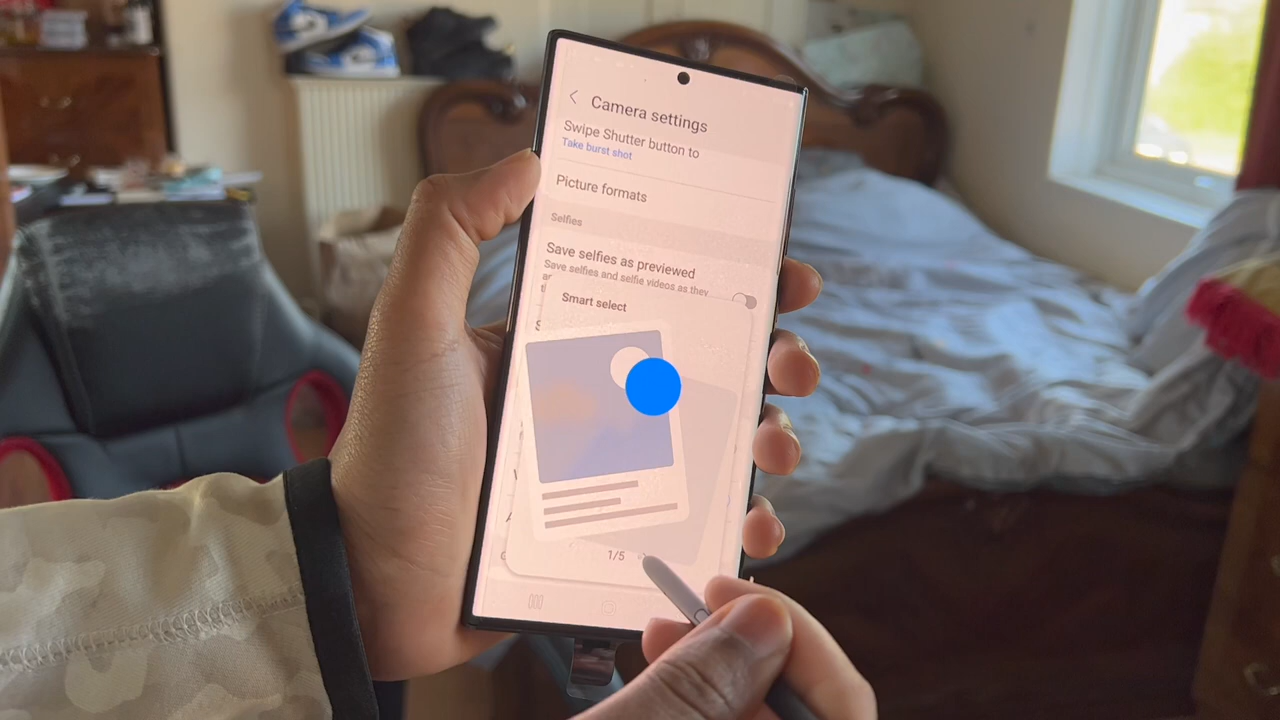 Camera settings
Swipe Shutter button to
Take burst shot
Picture formats
Selfies
Save selfies as previewed
Save selfies and selfie videos as they
Smart select
1/5